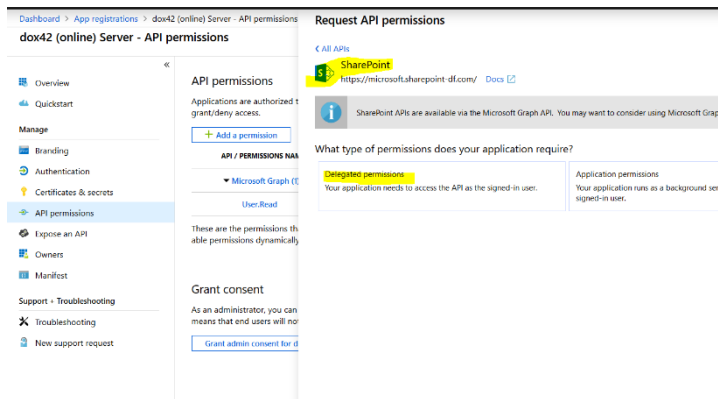 Dashboard > App registrations > dox42 (online) Server - API permissions
dox42 (online) Server - API permissions
«
Overview
Quickstart
Manage
Branding
Authentication
Certificates & secrets
API permissions
Expose an API
Owners
Manifest
Support + Troubleshooting
Troubleshooting
New support request
API permissions
Applications are authorized t
grant/deny access.
+ Add a permission
API / PERMISSIONS NAM
Microsoft Graph (1)
User.Read
These are the permissions th
able permissions dynamically
Grant consent
As an administrator, you can
means that end users will no
Grant admin consent for d
Request API permissions
< All APIs
SharePoint
https://microsoft.sharepoint-df.com/ Docs
SharePoint APIs are available via the Microsoft Graph API. You may want to consider using Microsoft Grap
What type of permissions does your application require?
Delegated permissions
Your application needs to access the API as the signed-in user.
Application permissions
Your application runs as a background ser
signed-in user.